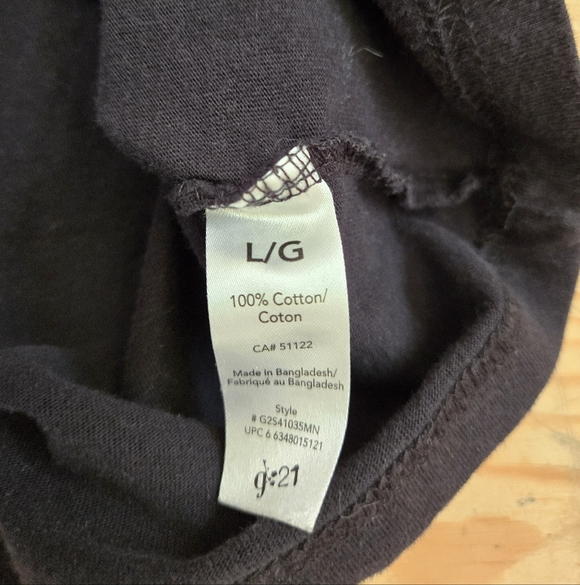 L/G
100% Cotton/
Coton
CA# 51122
Made in Bangladesh/
Fabriqué au Bangladesh
Style
# G2S41035MN
UPC 6 6348015121
g:21